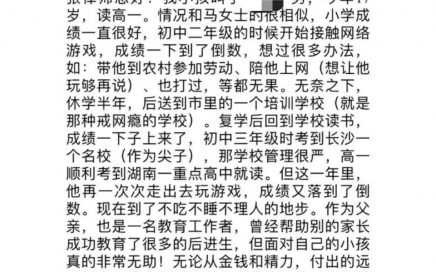 张律师您好！我小孩叫于 男，今年17
岁，读高一。情况和马女士的很相似，小学成
绩一直很好，初中二年级的时候开始接触网络
游戏，成绩一下到了倒数，想过很多办法，
如：带他到农村参加劳动、陪他上网（想让他
玩够再说）、也打过，等都无果。无奈之下，
休学半年，后送到市里的一个培训学校（就是
那种戒网瘾的学校）。复学后回到学校读书，
成绩一下子上来了，初中三年级时考到长沙一
个名校（作为尖子），那学校管理很严，高一
顺利考到湖南一重点高中就读。但这一年里，
他再一次次走出去玩游戏，成绩又落到了倒
数。现在到了不吃不睡不理人的地步。作为父
亲，也是一名教育工作者，曾经帮助别的家长
成功教育了很多的后进生，但面对自己的小孩
真的非常无助！无论从金钱和精力，付出的远